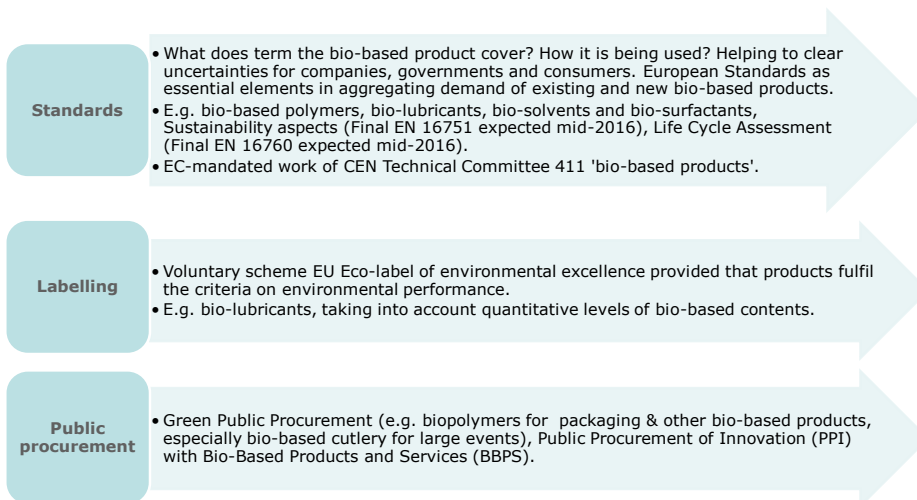 Standards
• What does term the bio-based product cover? How it is being used? Helping to clear
uncertainties for companies, governments and consumers. European Standards as
essential elements in aggregating demand of existing and new bio-based products.
• E.g. bio-based polymers, bio-lubricants, bio-solvents and bio-surfactants,
Sustainability aspects (Final EN 16751 expected mid-2016), Life Cycle Assessment
(Final EN 16760 expected mid-2016).
• EC-mandated work of CEN Technical Committee 411 'bio-based products'.
Labelling
• Voluntary scheme EU Eco-label of environmental excellence provided that products fulfil
the criteria on environmental performance.
• E.g. bio-lubricants, taking into account quantitative levels of bio-based contents.
Public
procurement
• Green Public Procurement (e.g. biopolymers for packaging & other bio-based products,
especially bio-based cutlery for large events), Public Procurement of Innovation (PPI)
with Bio-Based Products and Services (BBPS).